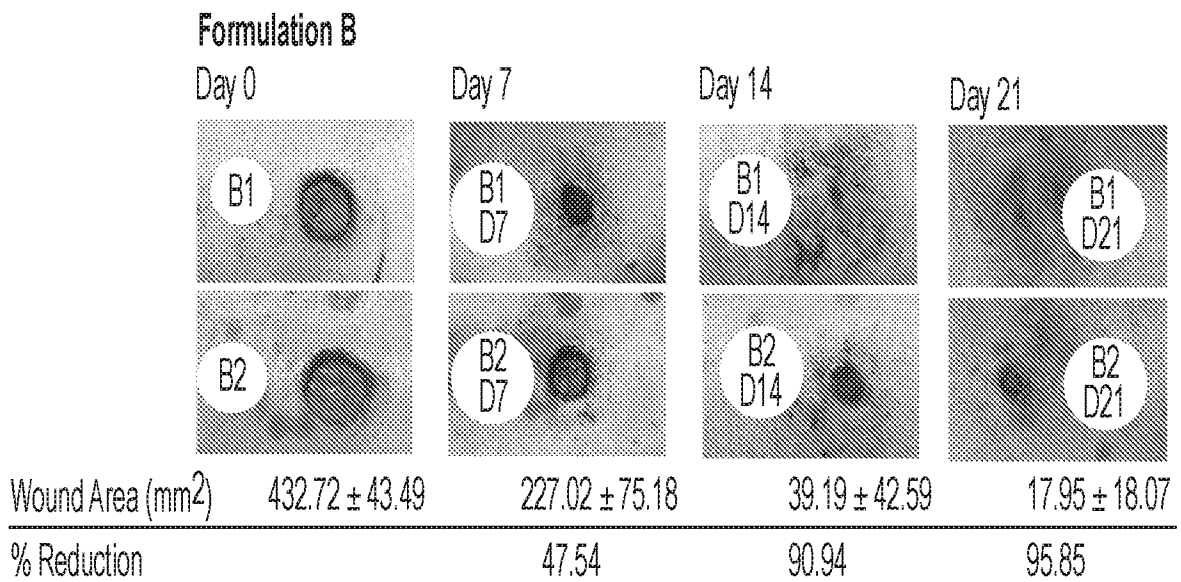 Formulation B
Day 0 Day 7 Day 14 Day 21
B1 B1 B1 B1
D7 D14 D21
B2 B2 B2 B2
D7 D14 D21
Wound Area (mm2) 432.72 ± 43.49 227.02 ± 75.18 39.19 ± 42.59 17.95 ± 18.07
% Reduction 47.54 90.94 95.85